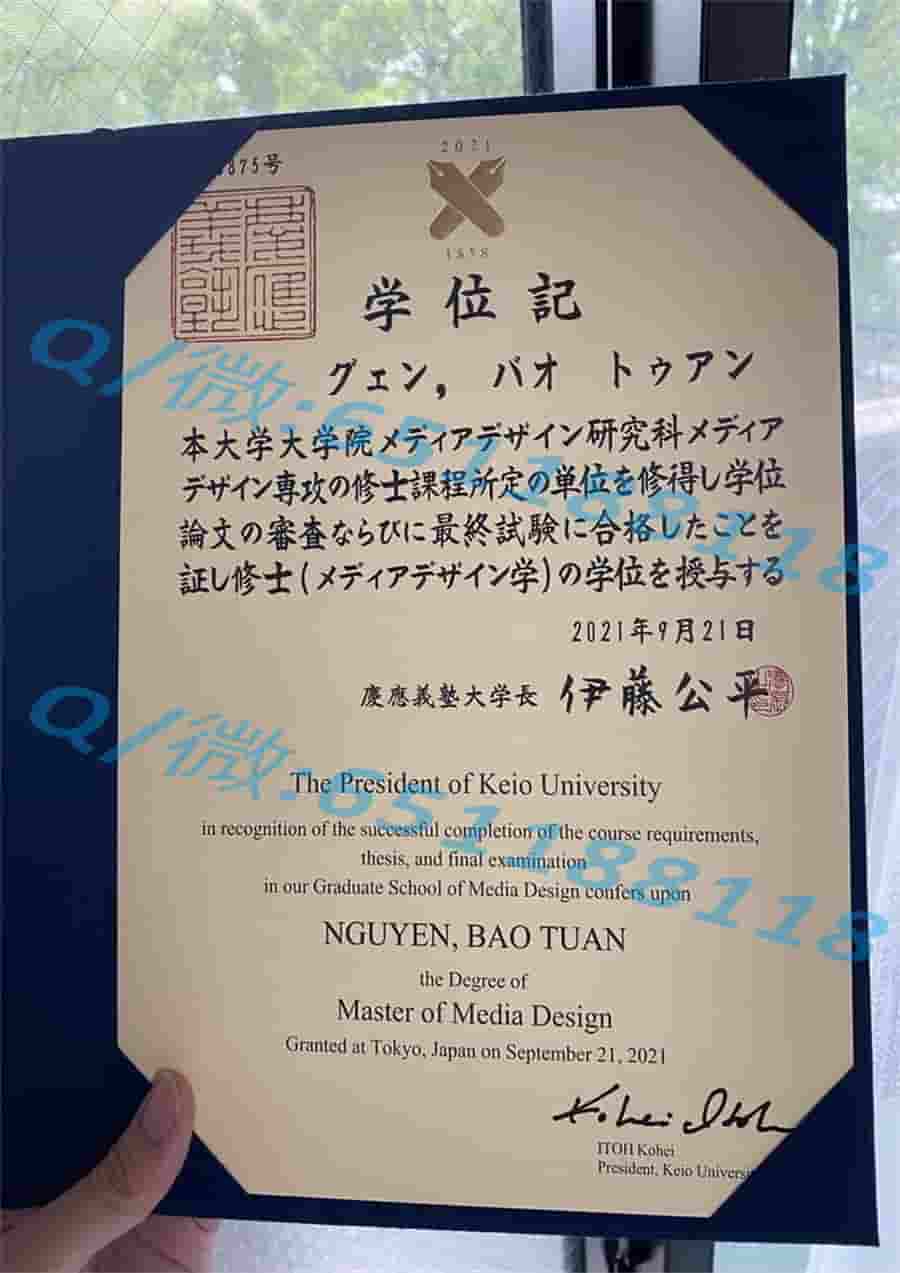 875号
2021
1858
学位記
グェン， バオ トゥアン
本大学大学院メディアデザイン研究科メディア
デザイン専攻の修士課程所定の単位を修得し学位
論文の審査ならびに最終試験に合格したことを
証し修士(メディアデザイン学)の学位を授与する
2021年9月21日
慶應義塾大学長 伊藤公平
The President of Keio University
in recognition of the successful completion of the course requirements,
thesis, and final examination
in our Graduate School of Media Design confers upon
NGUYEN, BAO TUAN
the Degree of
Master of Media Design
Granted at Tokyo, Japan on September 21, 2021
Kohei Itoh
ITOH Kohei
President, Keio Universi
Q/微:651188118
Q/微:651188118